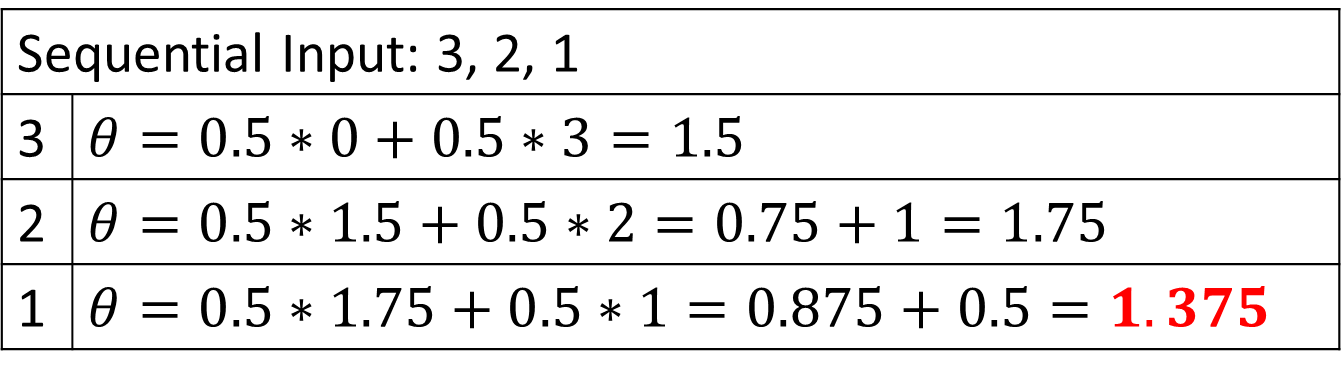 Sequential Input: 3, 2, 1
3 𝜃 = 0.5 ∗ 0 + 0.5 ∗ 3 = 1.5
2 𝜃 = 0.5 ∗ 1.5 + 0.5 ∗ 2 = 0.75 + 1 = 1.75
1 𝜃 = 0.5 ∗ 1.75 + 0.5 ∗ 1 = 0.875 + 0.5 = 1.375